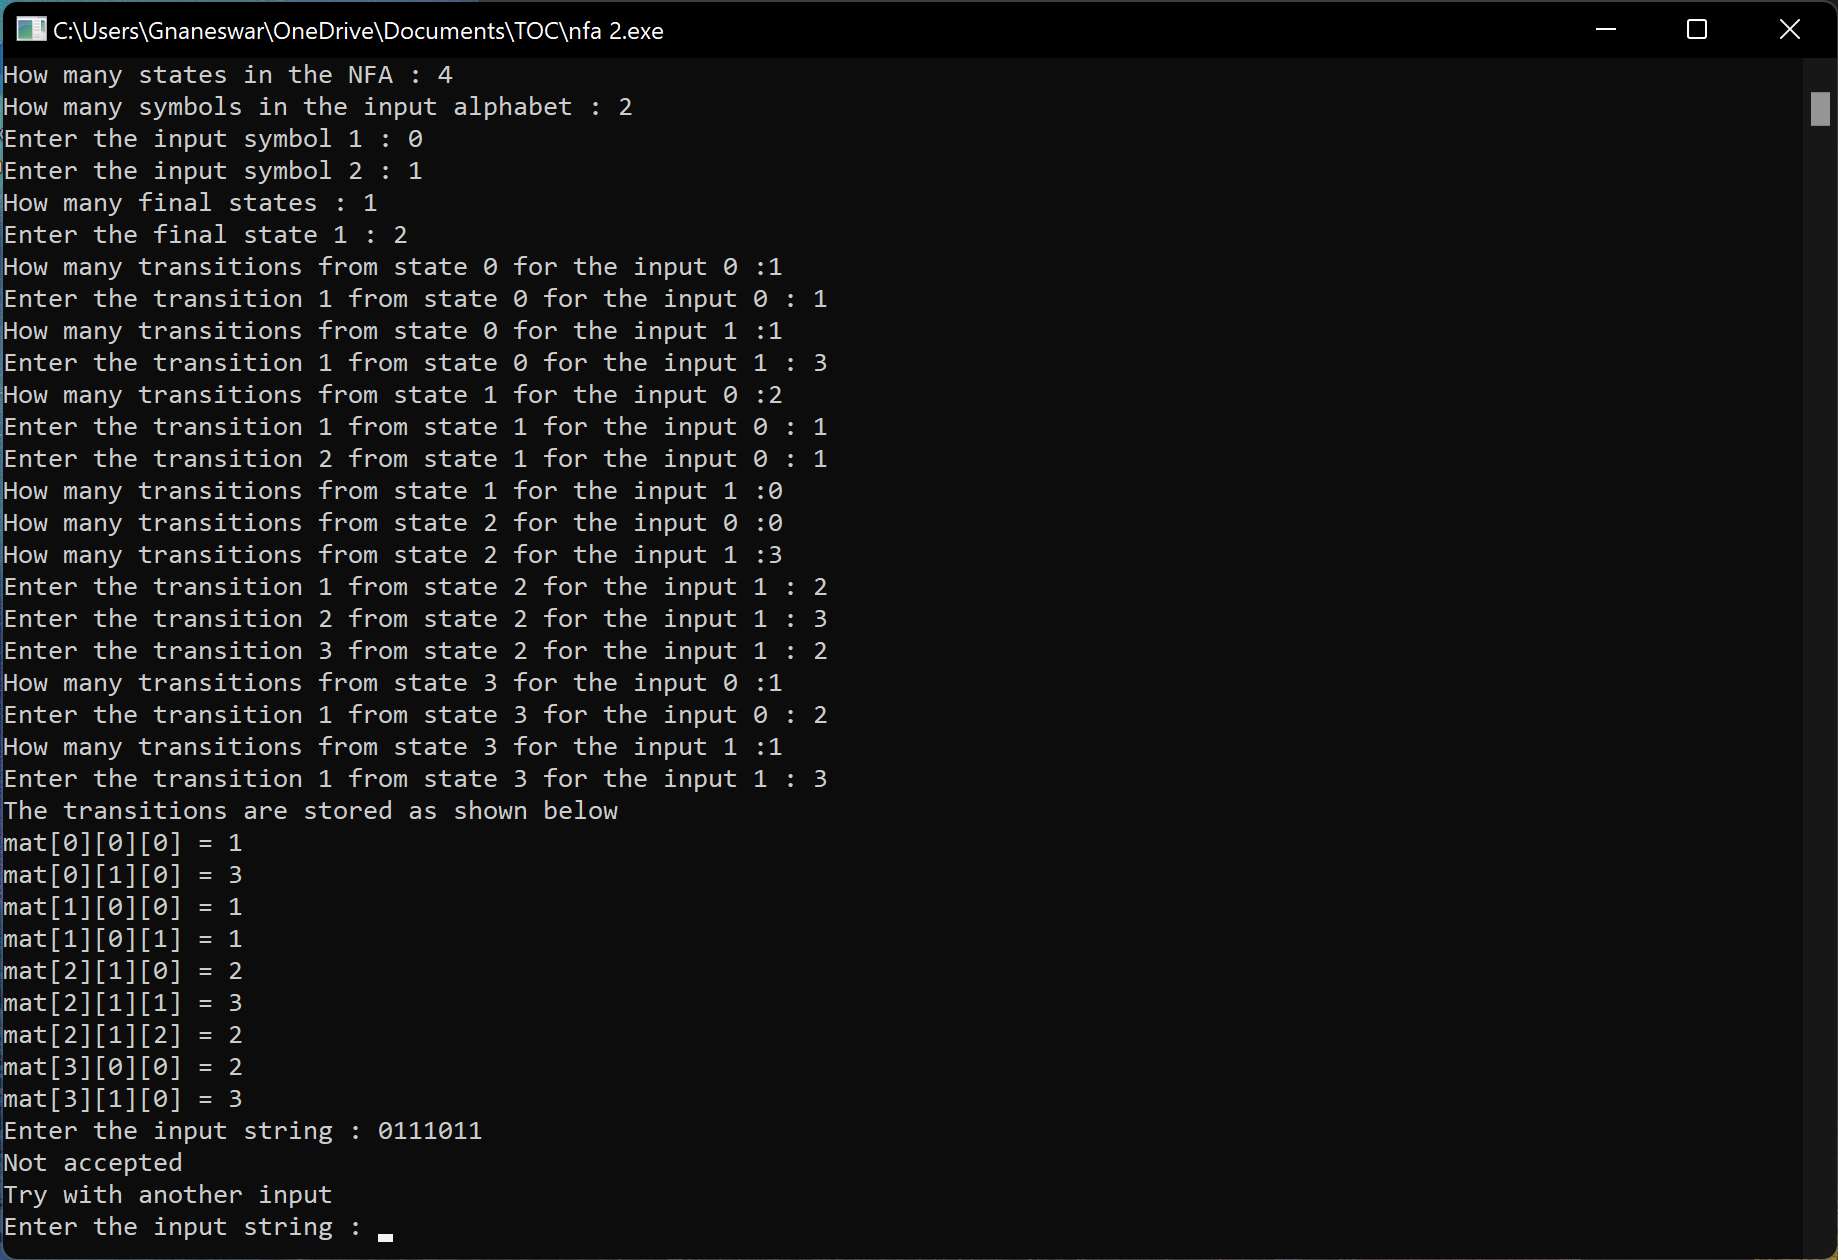 C:\Users\Gnaneswar\OneDrive\Documents\TOC\nfa 2.exe
How many states in the NFA : 4
How many symbols in the input alphabet : 2
Enter the input symbol 1 : 0
Enter the input symbol 2 : 1
How many final states : 1
Enter the final state 1 : 2
How many transitions from state 0 for the input 0 :1
Enter the transition 1 from state 0 for the input 0 : 1
How many transitions from state 0 for the input 1 :1
Enter the transition 1 from state 0 for the input 1 : 3
How many transitions from state 1 for the input 0 :2
Enter the transition 1 from state 1 for the input 0 : 1
Enter the transition 2 from state 1 for the input 0 : 1
How many transitions from state 1 for the input 1 :0
How many transitions from state 2 for the input 0 :0
How many transitions from state 2 for the input 1 :3
Enter the transition 1 from state 2 for the input 1 : 2
Enter the transition 2 from state 2 for the input 1 : 3
Enter the transition 3 from state 2 for the input 1 : 2
How many transitions from state 3 for the input 0 :1
Enter the transition 1 from state 3 for the input 0 : 2
How many transitions from state 3 for the input 1 :1
Enter the transition 1 from state 3 for the input 1 : 3
The transitions are stored as shown below
mat[0][0][0] = 1
mat[0][1][0] = 3
mat[1][0][0] = 1
mat[1][0][1] = 1
mat[2][1][0] = 2
mat[2][1][1] = 3
mat[2][1][2] = 2
mat[3][0][0] = 2
mat[3][1][0] = 3
Enter the input string : 0111011
Not accepted
Try with another input
Enter the input string :